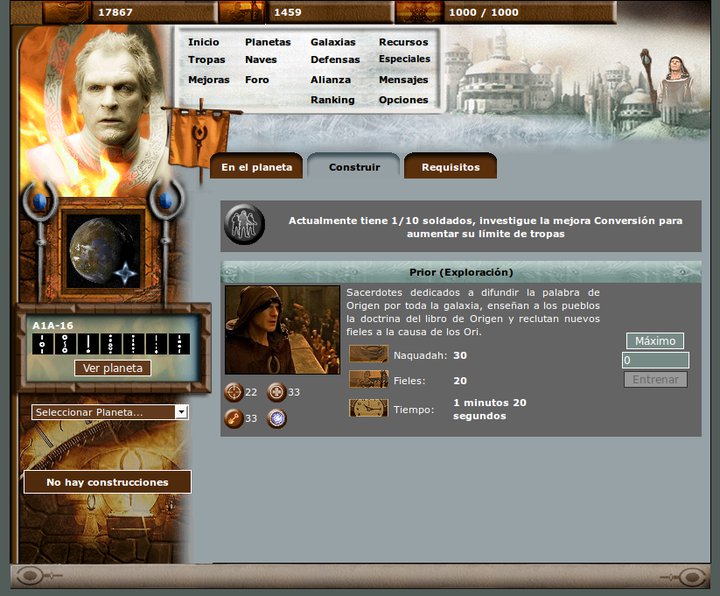 17867 1459 1000 / 1000
Inicio Planetas Galaxias Recursos
Tropas Naves Defensas Especiales
Mejoras Foro Alianza Mensajes
Ranking Opciones
En el planeta Construir Requisitos
Actualmente tiene 1/10 soldados, investigue la mejora Conversión para
aumentar su límite de tropas
Prior (Exploración)
Sacerdotes dedicados a difundir la palabra de
Origen por toda la galaxia, enseñan a los pueblos
la doctrina del libro de Origen y reclutan nuevos
fieles a la causa de los Ori.
Naquadah: 30
Fieles: 20
Tiempo: 1 minutos 20
segundos
22 33
33
Máximo
0
Entrenar
A1A-16
Ver planeta
Seleccionar Planeta...
No hay construcciones